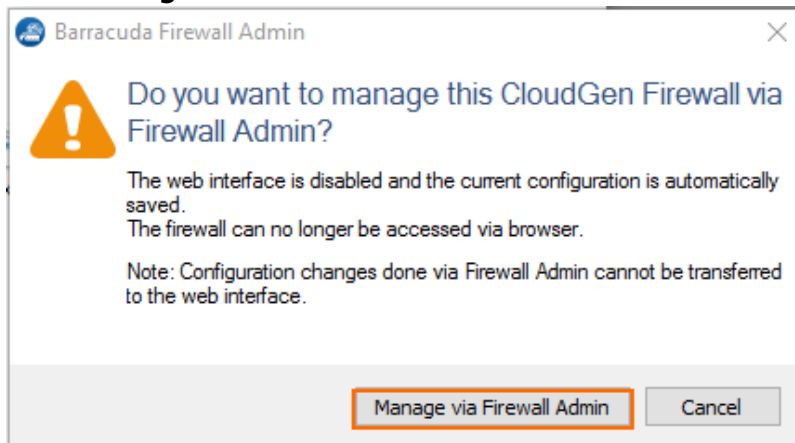 Barracuda Firewall Admin
Do you want to manage this CloudGen Firewall via
Firewall Admin?
The web interface is disabled and the current configuration is automatically
saved.
The firewall can no longer be accessed via browser.
Note: Configuration changes done via Firewall Admin cannot be transferred
to the web interface.
Manage via Firewall Admin
Cancel